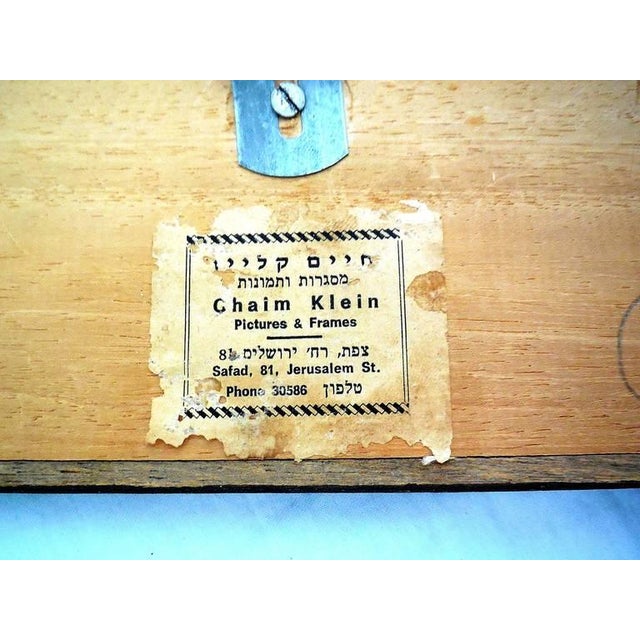 חיים קליין
מסגרות ותמונות
Chaim Klein
Pictures & Frames
צפת, רח' ירושלים 81
Safad, 81, Jerusalem St.
Phone 30586 טלפון